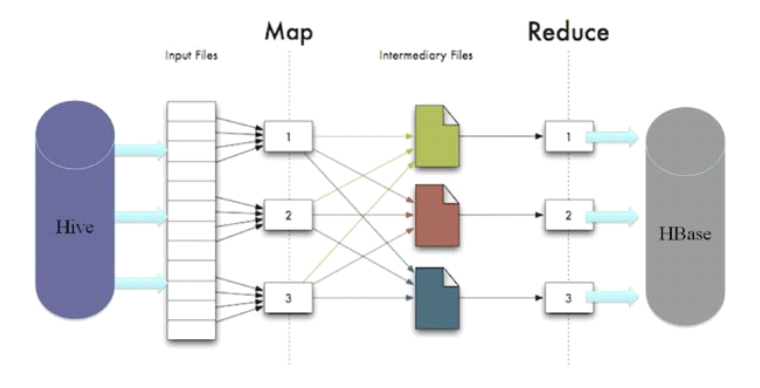 Map
Reduce
Input Files
Intermediary Files
Hive
1
2
3
1
2
3
HBase